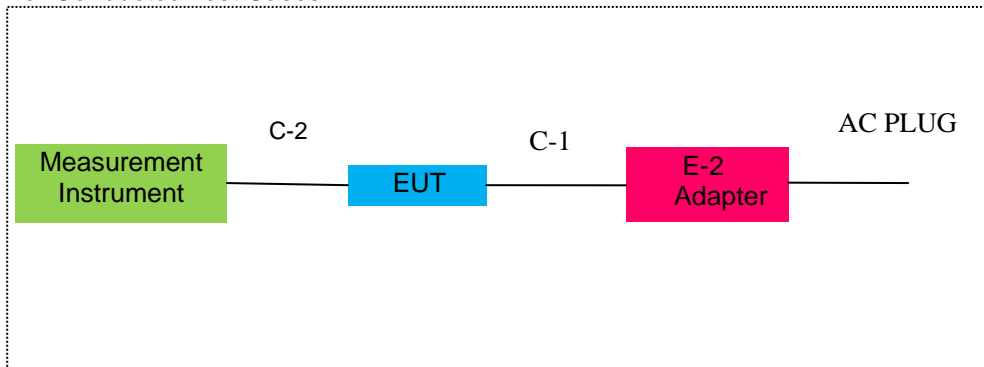 C-2
C-1
AC PLUG
Measurement
Instrument
EUT
E-2
Adapter